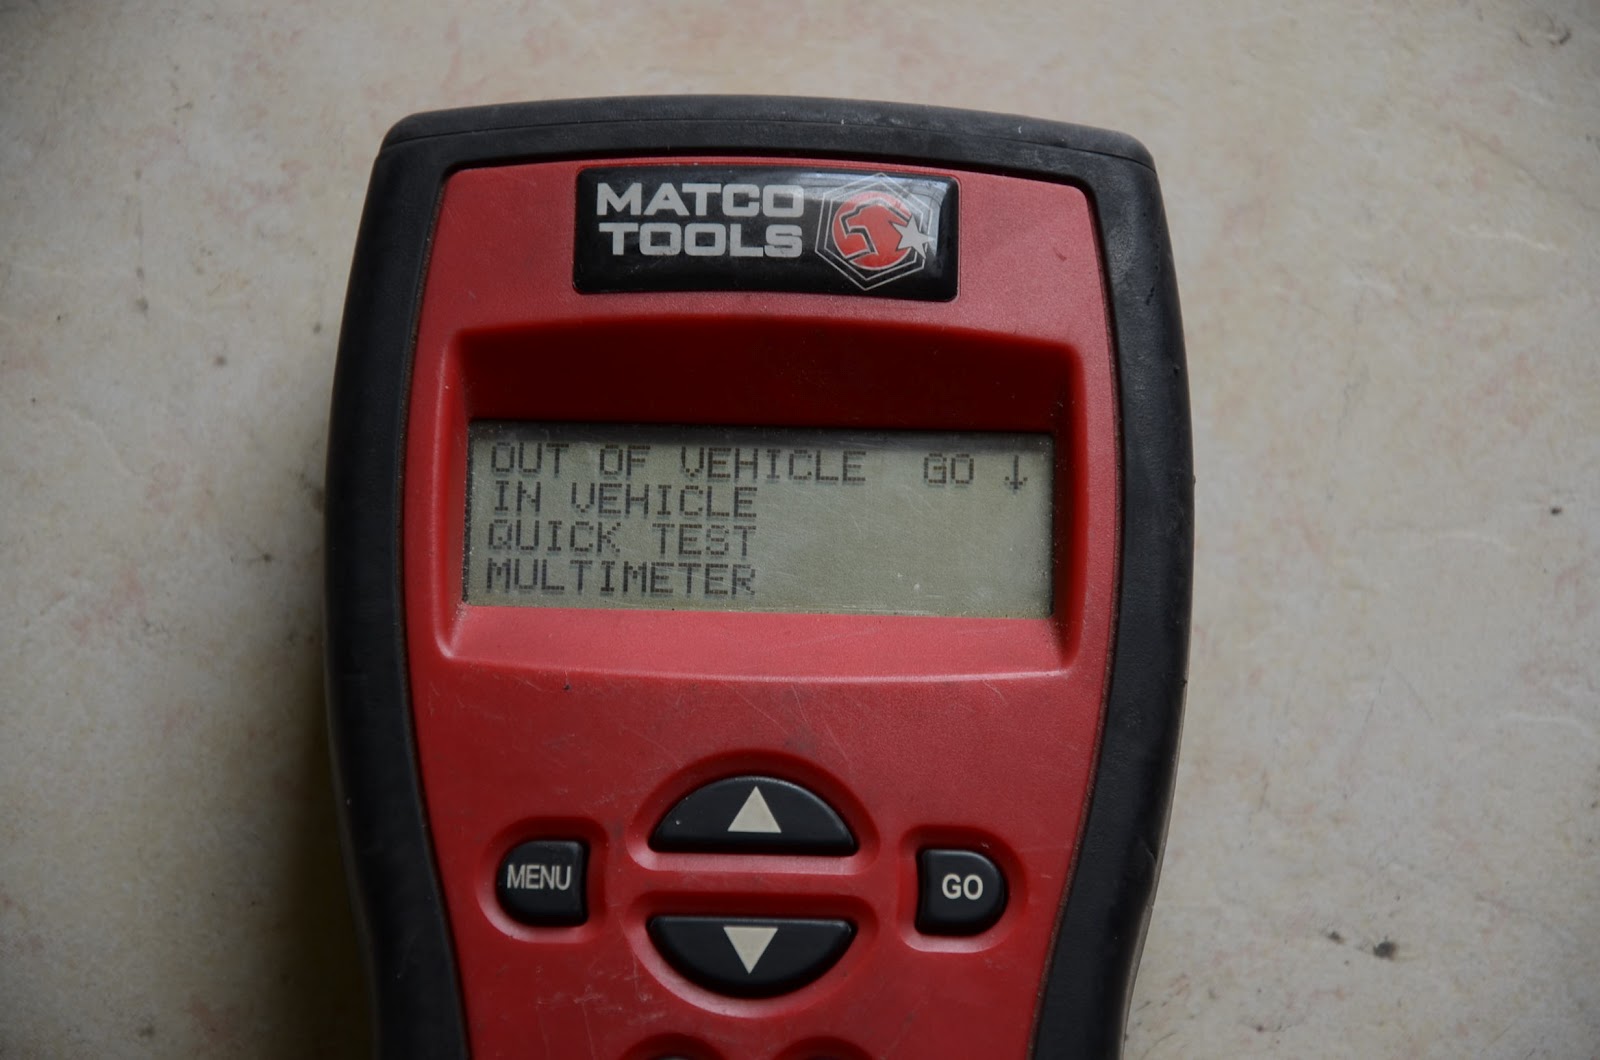 MATCO
TOOLS
OUT OF VEHICLE GO ↓
IN VEHICLE
QUICK TEST
MULTIMETER
MENU
GO